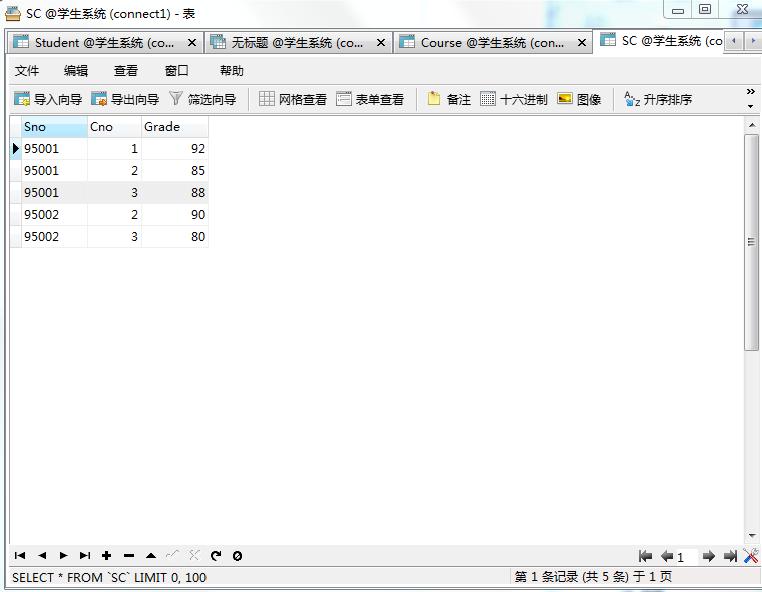 SC @学生系统 (connect1) - 表
Student @学生系统 (co... 无标题 @学生系统 (co... Course @学生系统 (con... SC @学生系统 (co
文件 编辑 查看 窗口 帮助
导入向导 导出向导 筛选向导 网格查看 表单查看 备注 十六进制 图像 升序排序
Sno Cno Grade
95001 1 92
95001 2 85
95001 3 88
95002 2 90
95002 3 80
1
SELECT * FROM `SC` LIMIT 0, 100 第 1 条记录 (共 5 条) 于 1 页